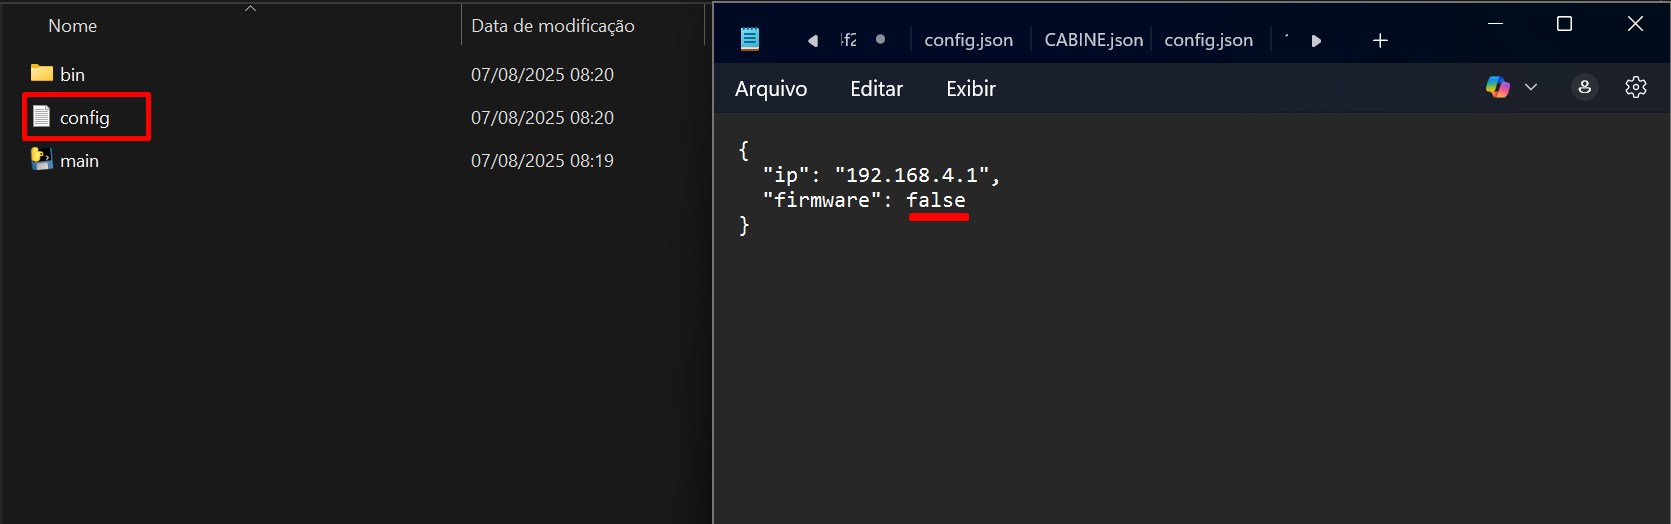 Nome
Data de modificação
bin
07/08/2025 08:20
config
07/08/2025 08:20
main
07/08/2025 08:19
config.json
CABINE.json
config.json
Arquivo
Editar
Exibir
{
"ip": "192.168.4.1",
"firmware": false
}